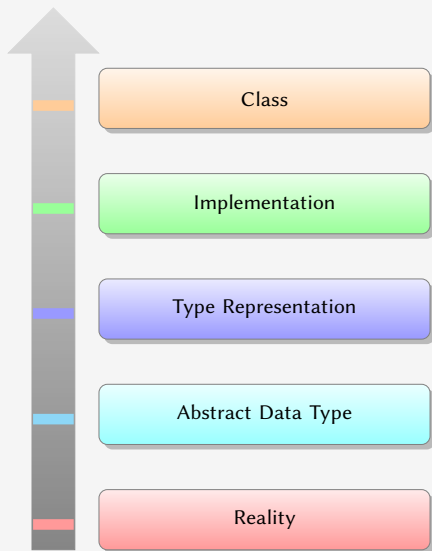 Class
Implementation
Type Representation
Abstract Data Type
Reality